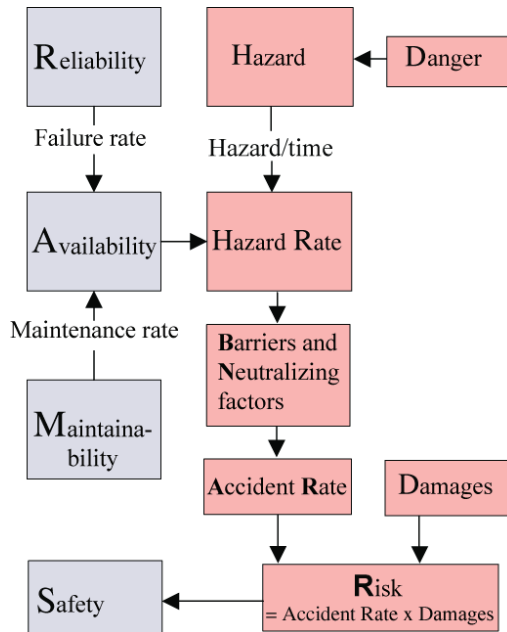 Reliability
Hazard
Danger
Failure rate
Hazard/time
Availability
Hazard Rate
Maintenance rate
Barriers and
Neutralizing
factors
Maintaina-
bility
Accident Rate
Damages
Safety
Risk
= Accident Rate x Damages